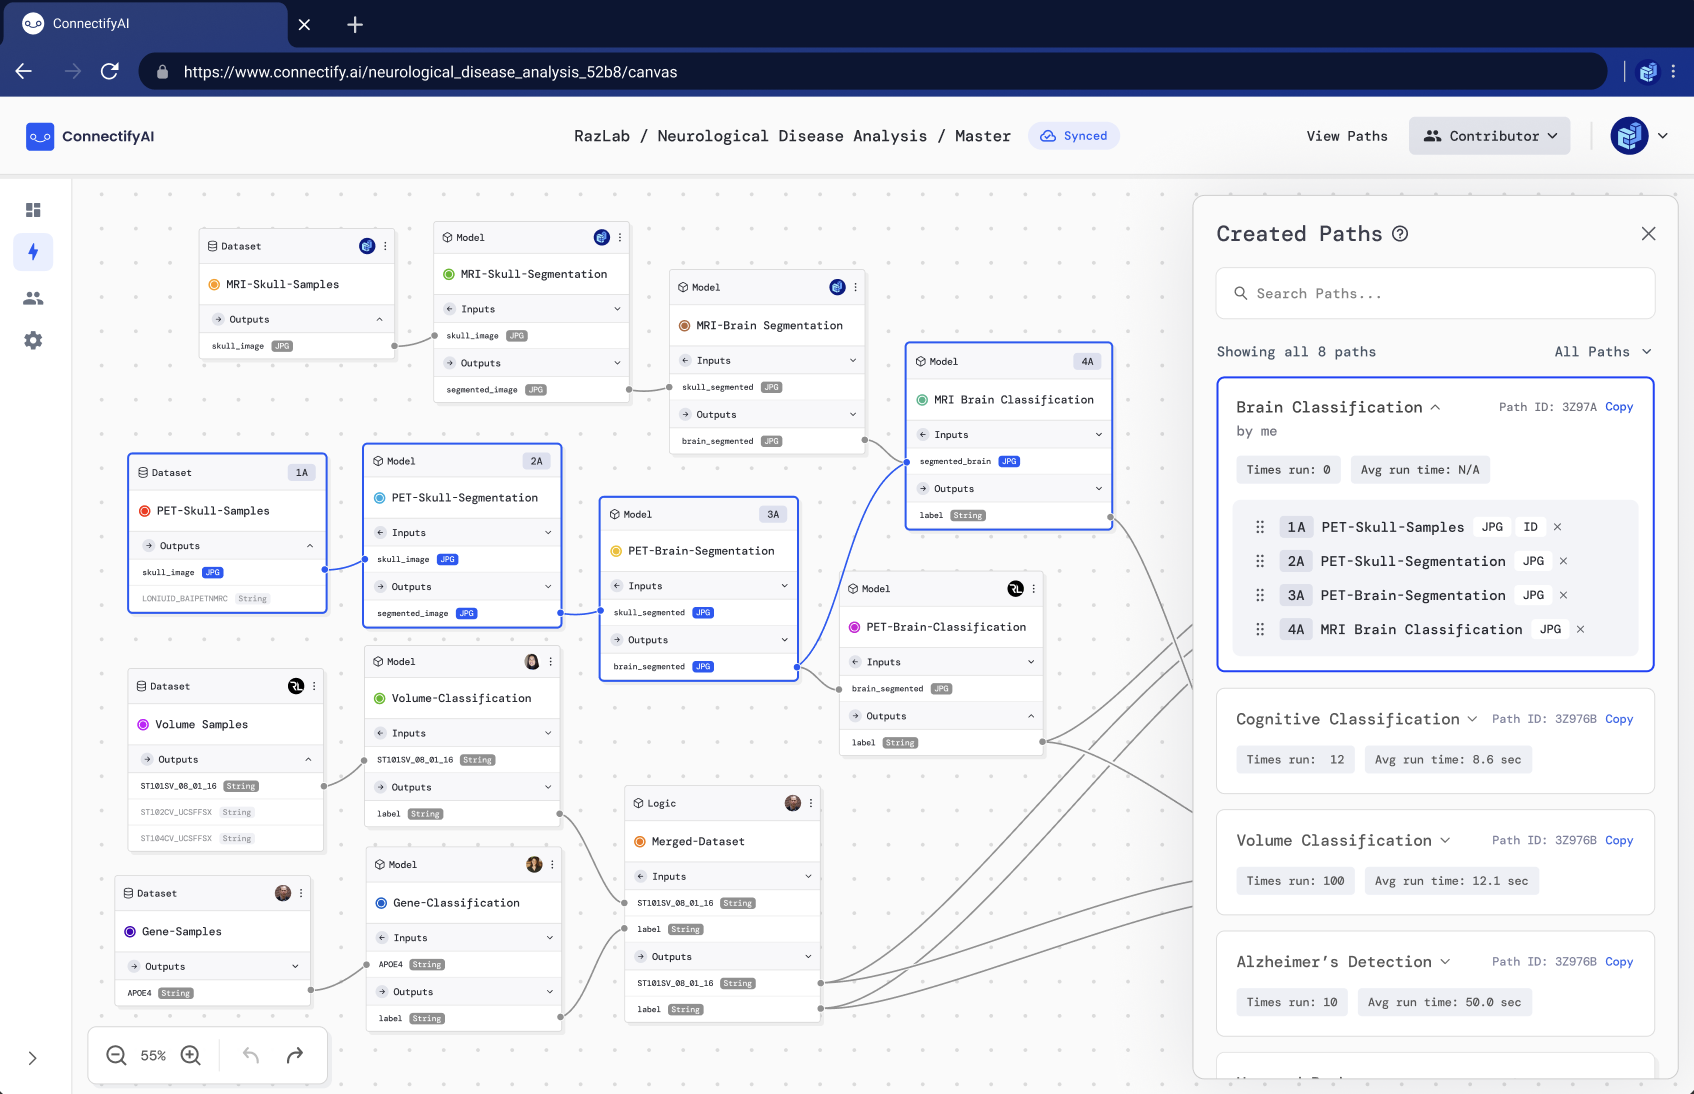 ConnectifyAI
https://www.connectify.ai/neurological_disease_analysis_52b8/canvas
ConnectifyAI
RazLab / Neurological Disease Analysis / Master
Synced
View Paths
Contributor
Dataset
MRI-Skull-Samples
Outputs
skull_image JPG
Model
MRI-Skull-Segmentation
Inputs
skull_image JPG
Outputs
segmented_image JPG
Model
MRI-Brain Segmentation
Inputs
skull_segmented JPG
Outputs
brain_segmented JPG
Model 4A
MRI Brain Classification
Inputs
segmented_brain JPG
Outputs
label String
Dataset 1A
PET-Skull-Samples
Outputs
skull_image JPG
LONIUID_BAIPETNMRC String
Model 2A
PET-Skull-Segmentation
Inputs
skull_image JPG
Outputs
segmented_image JPG
Model 3A
PET-Brain-Segmentation
Inputs
skull_segmented JPG
Outputs
brain_segmented JPG
Model RL
PET-Brain-Classification
Inputs
brain_segmented JPG
Outputs
label String
Dataset RL
Volume Samples
Outputs
ST101SV_08_01_16 String
ST102CV_UCSFFSX String
ST104CV_UCSFFSX String
Model
Volume-Classification
Inputs
ST101SV_08_01_16 String
Outputs
label String
Dataset
Gene-Samples
Outputs
APOE4 String
Model
Gene-Classification
Inputs
APOE4 String
Outputs
label String
Logic
Merged-Dataset
Inputs
ST101SV_08_01_16 String
label String
Outputs
ST101SV_08_01_16 String
label String
55%
Created Paths
Search Paths...
Showing all 8 paths
All Paths
Brain Classification
Path ID: 3Z97A Copy
by me
Times run: 0
Avg run time: N/A
1A PET-Skull-Samples JPG ID
2A PET-Skull-Segmentation JPG
3A PET-Brain-Segmentation JPG
4A MRI Brain Classification JPG
Cognitive Classification
Path ID: 3Z976B Copy
Times run: 12
Avg run time: 8.6 sec
Volume Classification
Path ID: 3Z976B Copy
Times run: 100
Avg run time: 12.1 sec
Alzheimer's Detection
Path ID: 3Z976B Copy
Times run: 10
Avg run time: 50.0 sec